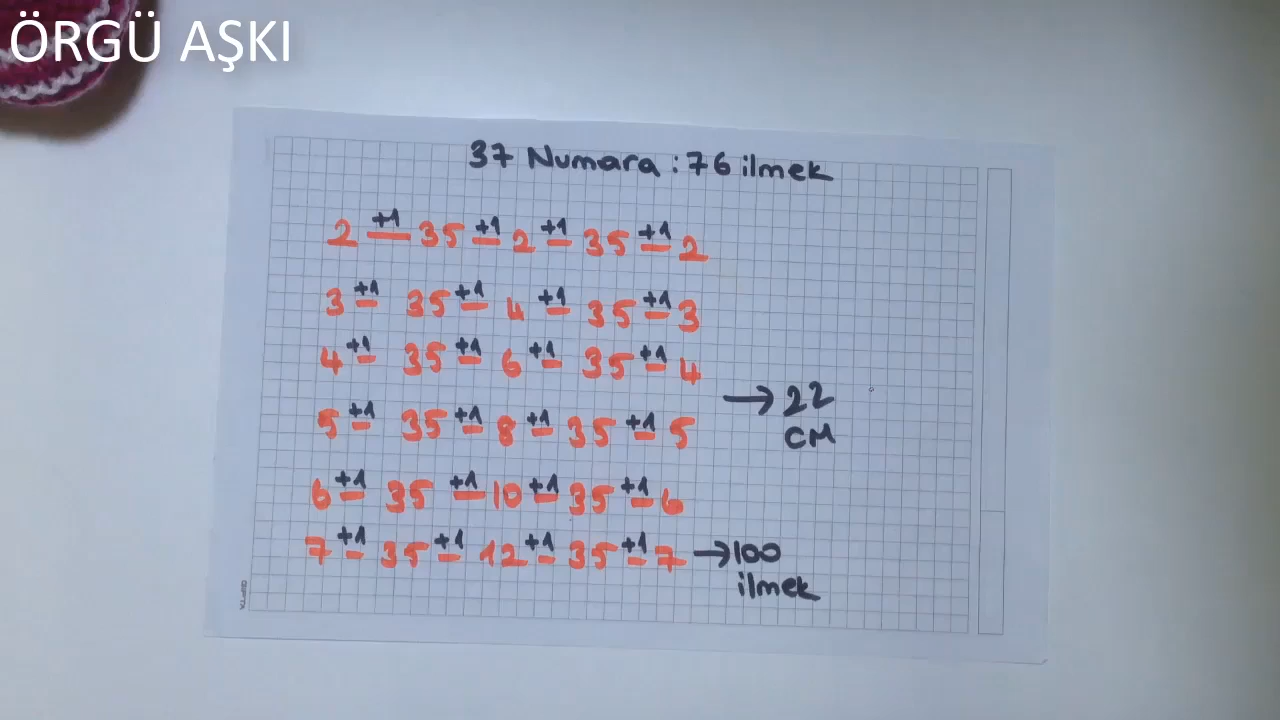 ÖRGÜ AŞKI
37 Numara : 76 ilmek
2 +1 — 35 +1 — 2 +1 — 35 +1 — 2
3 +1 — 35 +1 — 4 +1 — 35 +1 — 3
4 +1 — 35 +1 — 6 +1 — 35 +1 — 4
→ 22
CM
5 +1 — 35 +1 — 8 +1 — 35 +1 — 5
6 +1 — 35 +1 — 10 +1 — 35 +1 — 6
7 +1 — 35 +1 — 12 +1 — 35 +1 — 7 → 100
ilmek